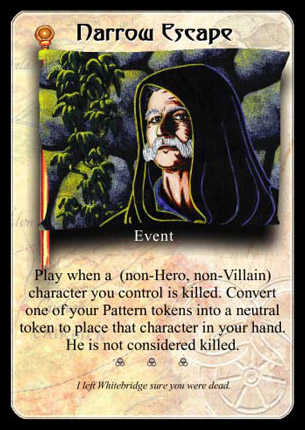 Narrow Escape
Event
Play when a (non-Hero, non-Villain)
character you control is killed. Convert
one of your Pattern tokens into a neutral
token to place that character in your hand.
He is not considered killed.
I left Whitebridge sure you were dead.